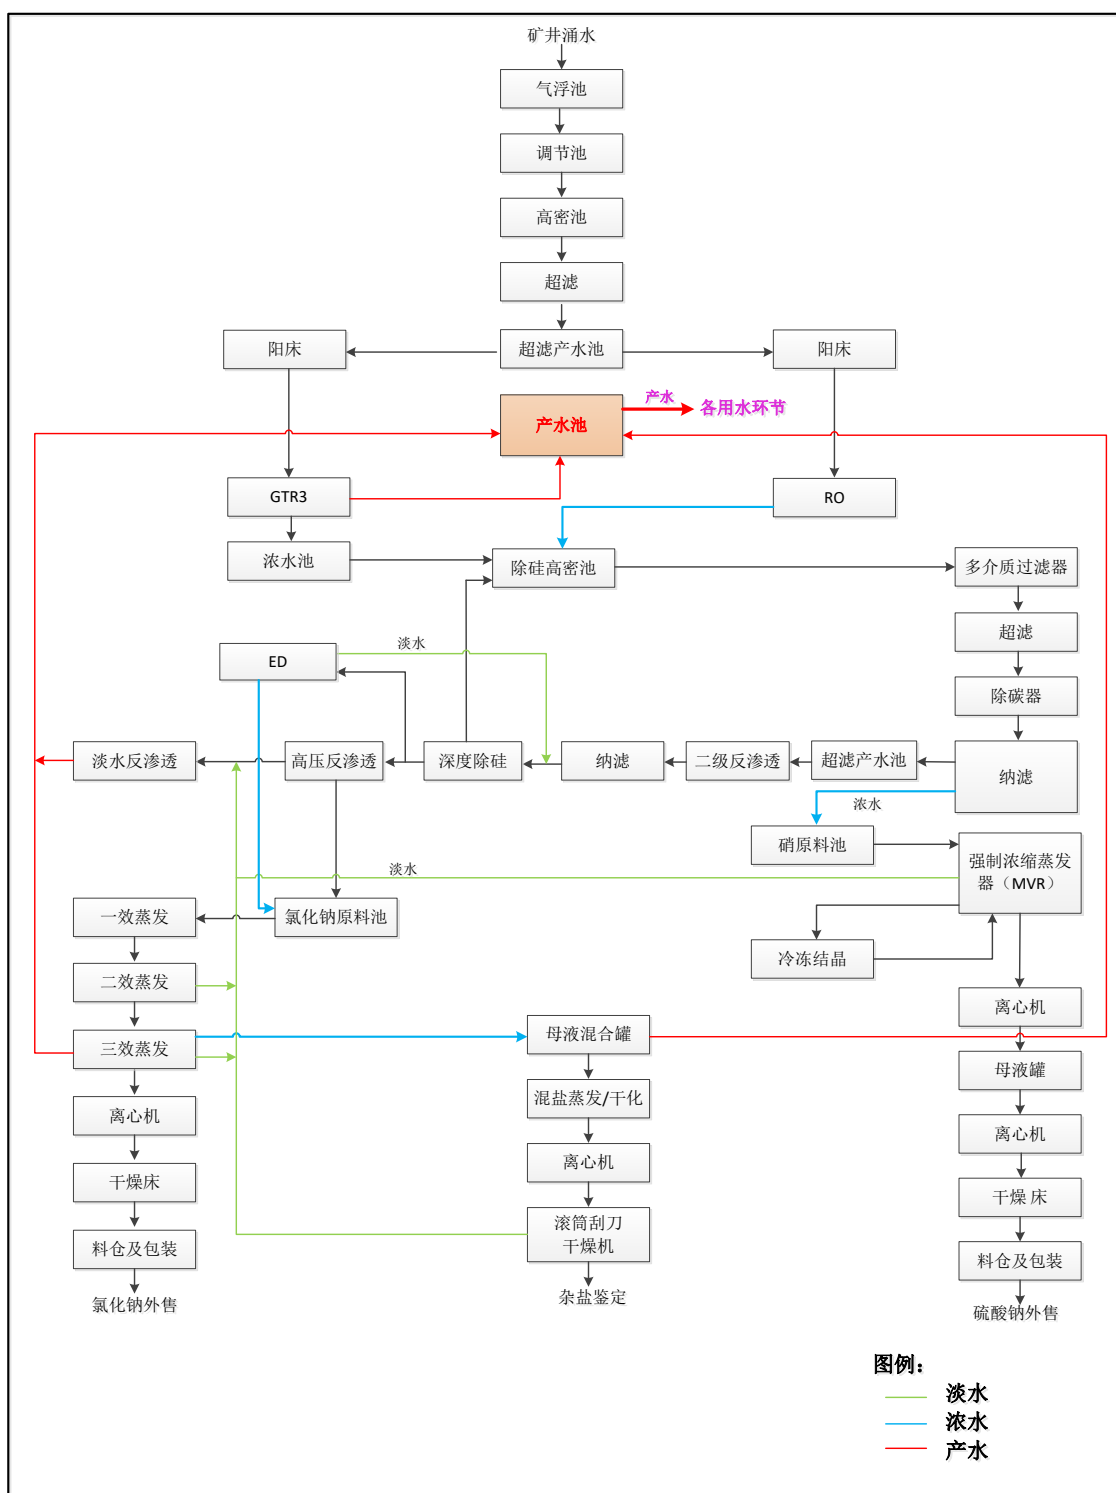 矿井涌水
气浮池
调节池
高密池
超滤
阳床
超滤产水池
阳床
产水
各用水环节
产水池
GTR3
RO
浓水池
除硅高密池
多介质过滤器
超滤
淡水
ED
除碳器
淡水反渗透
高压反渗透
深度除硅
纳滤
二级反渗透
超滤产水池
纳滤
浓水
硝原料池
强制浓缩蒸发
器（MVR）
淡水
一效蒸发
氯化钠原料池
冷冻结晶
二效蒸发
离心机
三效蒸发
母液混合罐
母液罐
混盐蒸发/干化
离心机
离心机
离心机
干燥床
干燥 床
滚筒刮刀
干燥机
料仓及包装
料仓及包装
氯化钠外售
杂盐鉴定
硫酸钠外售
图例：
淡水
浓水
产水